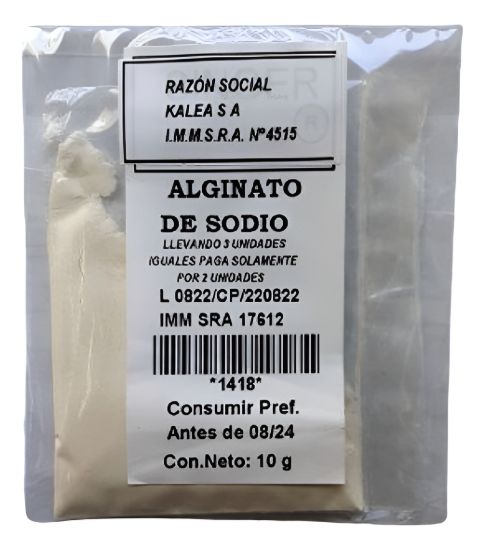 RAZÓN SOCIAL
KALEA S A
I.M.M.S.R.A. Nº4515
ALGINATO
DE SODIO
LLEVANDO 3 UNIDADES
IGUALES PAGA SOLAMENTE
POR 2 UNIDADES
L 0822/CP/220822
IMM SRA 17612
*1418*
Consumir Pref.
Antes de 08/24
Con.Neto: 10 g